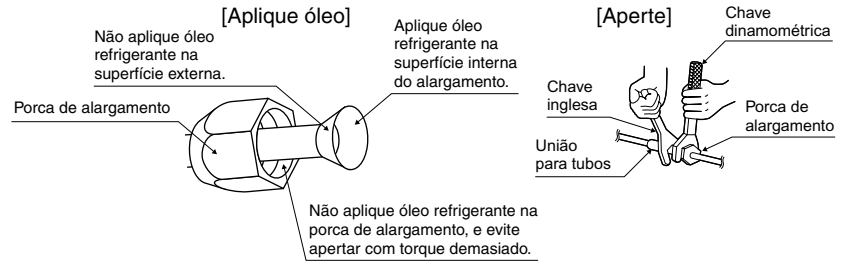 [Aplique óleo]
Não aplique óleo
refrigerante na
superfície externa.
Aplique óleo
refrigerante na
superfície interna
do alargamento.
Porca de alargamento
Não aplique óleo refrigerante na
porca de alargamento, e evite
apertar com torque demasiado.
[Aperte]
Chave
dinamométrica
Chave
inglesa
Porca de
alargamento
União
para tubos